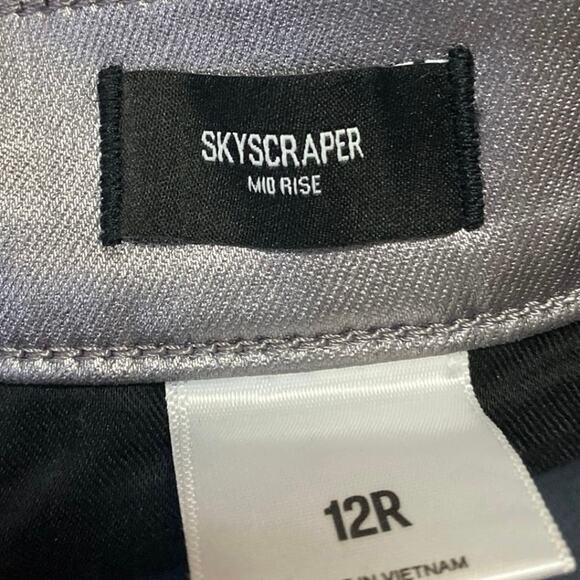 SKYSCRAPER
MID RISE
12R
IN VIETNAM